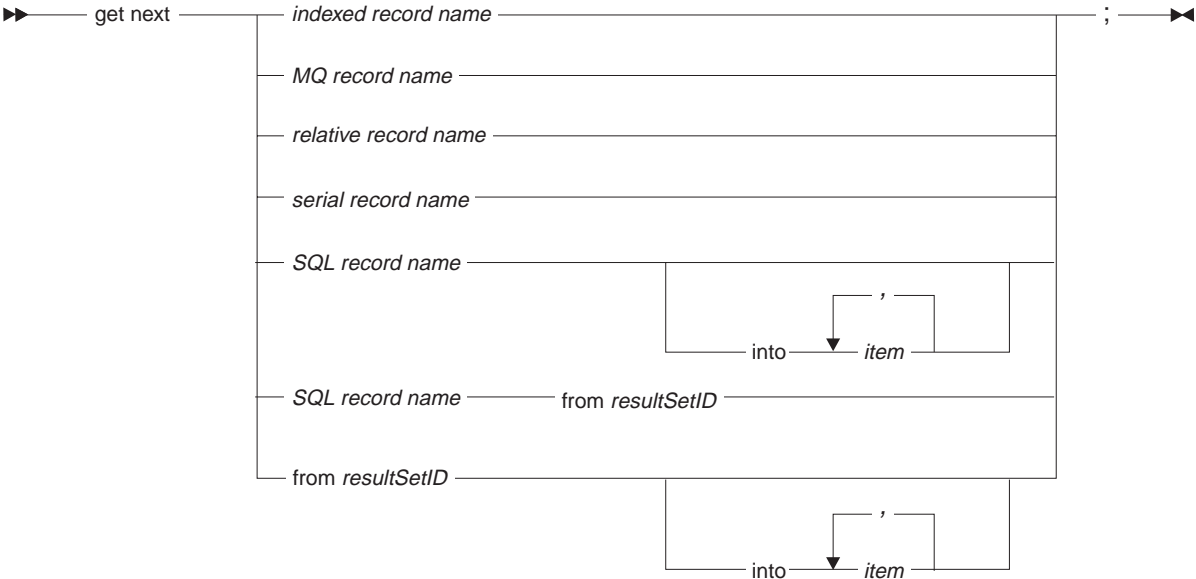 get next indexed record name ;
MQ record name
relative record name
serial record name
SQL record name
,
into item
SQL record name from resultSetID
from resultSetID
,
into item